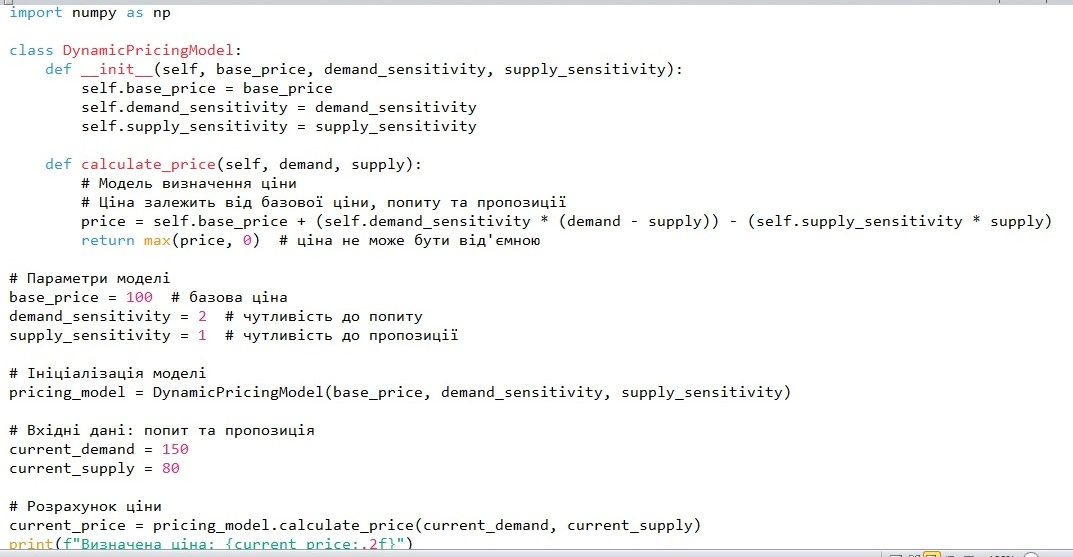 import numpy as np
class DynamicPricingModel:
    def __init__(self, base_price, demand_sensitivity, supply_sensitivity):
        self.base_price = base_price
        self.demand_sensitivity = demand_sensitivity
        self.supply_sensitivity = supply_sensitivity
    def calculate_price(self, demand, supply):
        # Модель визначення ціни
        # Ціна залежить від базової ціни, попиту та пропозиції
        price = self.base_price + (self.demand_sensitivity * (demand - supply)) - (self.supply_sensitivity * supply)
        return max(price, 0)  # ціна не може бути від'ємною
# Параметри моделі
base_price = 100  # базова ціна
demand_sensitivity = 2  # чутливість до попиту
supply_sensitivity = 1  # чутливість до пропозиції
# Ініціалізація моделі
pricing_model = DynamicPricingModel(base_price, demand_sensitivity, supply_sensitivity)
# Вхідні дані: попит та пропозиція
current_demand = 150
current_supply = 80
# Розрахунок ціни
current_price = pricing_model.calculate_price(current_demand, current_supply)
print(f"Визначена ціна: {current_price:.2f}")